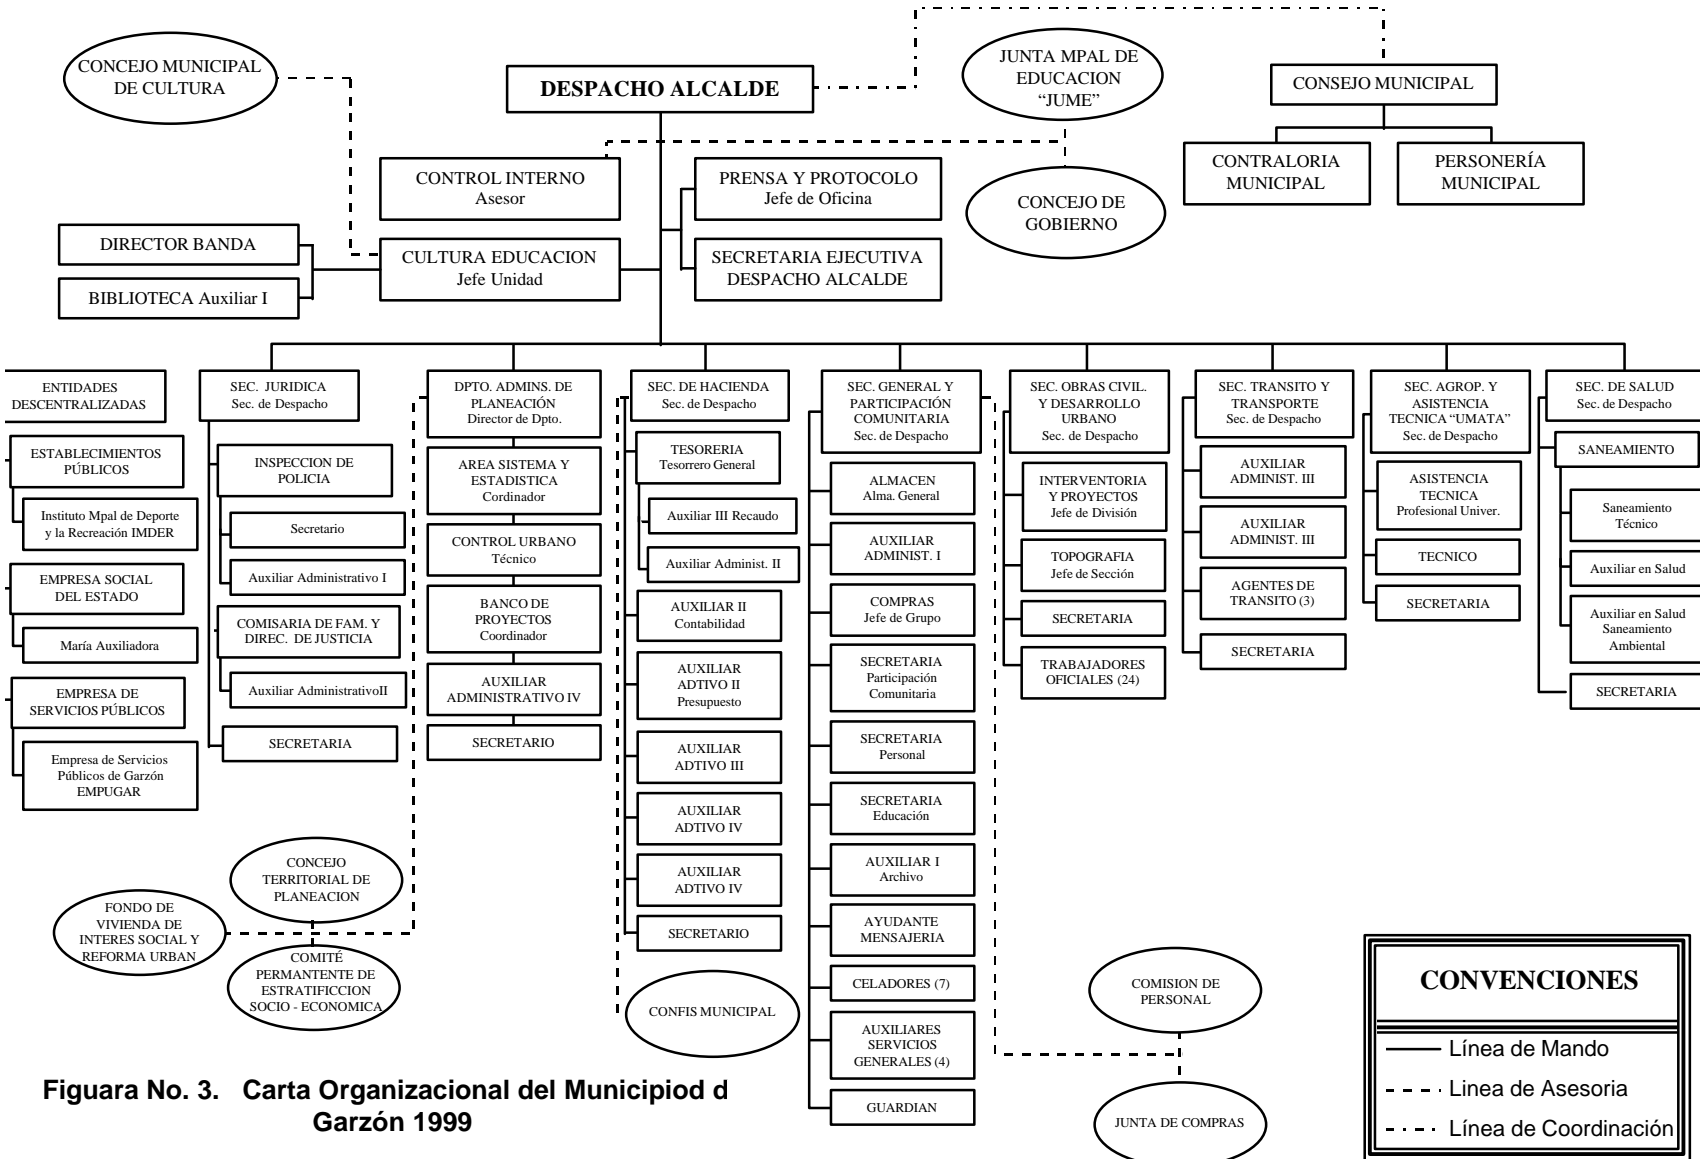 CONCEJO MUNICIPAL
DE CULTURA
DESPACHO ALCALDE
JUNTA MPAL DE
EDUCACION
“JUME”
CONSEJO MUNICIPAL
CONTRALORIA
MUNICIPAL
PERSONERÍA
MUNICIPAL
CONTROL INTERNO
Asesor
PRENSA Y PROTOCOLO
Jefe de Oficina
CONCEJO DE
GOBIERNO
DIRECTOR BANDA
BIBLIOTECA Auxiliar I
CULTURA EDUCACION
Jefe Unidad
SECRETARIA EJECUTIVA
DESPACHO ALCALDE
ENTIDADES
DESCENTRALIZADAS
ESTABLECIMIENTOS
PÚBLICOS
Instituto Mpal de Deporte
y la Recreación IMDER
EMPRESA SOCIAL
DEL ESTADO
María Auxiliadora
EMPRESA DE
SERVICIOS PÚBLICOS
Empresa de Servicios
Públicos de Garzón
EMPUGAR
SEC. JURIDICA
Sec. de Despacho
INSPECCION DE
POLICIA
Secretario
Auxiliar Administrativo I
COMISARIA DE FAM. Y
DIREC. DE JUSTICIA
Auxiliar AdministrativoII
SECRETARIA
DPTO. ADMINS. DE
PLANEACIÓN
Director de Dpto.
AREA SISTEMA Y
ESTADISTICA
Cordinador
CONTROL URBANO
Técnico
BANCO DE
PROYECTOS
Coordinador
AUXILIAR
ADMINISTRATIVO IV
SECRETARIO
SEC. DE HACIENDA
Sec. de Despacho
TESORERIA
Tesorrero General
Auxiliar III Recaudo
Auxiliar Administ. II
AUXILIAR II
Contabilidad
AUXILIAR
ADTIVO II
Presupuesto
AUXILIAR
ADTIVO III
AUXILIAR
ADTIVO IV
AUXILIAR
ADTIVO IV
SECRETARIO
SEC. GENERAL Y
PARTICIPACIÓN
COMUNITARIA
Sec. de Despacho
ALMACEN
Alma. General
AUXILIAR
ADMINIST. I
COMPRAS
Jefe de Grupo
SECRETARIA
Participación
Comunitaria
SECRETARIA
Personal
SECRETARIA
Educación
AUXILIAR I
Archivo
AYUDANTE
MENSAJERIA
CELADORES (7)
AUXILIARES
SERVICIOS
GENERALES (4)
GUARDIAN
SEC. OBRAS CIVIL.
Y DESARROLLO
URBANO
Sec. de Despacho
INTERVENTORIA
Y PROYECTOS
Jefe de División
TOPOGRAFIA
Jefe de Sección
SECRETARIA
TRABAJADORES
OFICIALES (24)
SEC. TRANSITO Y
TRANSPORTE
Sec. de Despacho
AUXILIAR
ADMINIST. III
AUXILIAR
ADMINIST. III
AGENTES DE
TRANSITO (3)
SECRETARIA
SEC. AGROP. Y
ASISTENCIA
TECNICA “UMATA”
Sec. de Despacho
ASISTENCIA
TECNICA
Profesional Univer.
TECNICO
SECRETARIA
SEC. DE SALUD
Sec. de Despacho
SANEAMIENTO
Saneamiento
Técnico
Auxiliar en Salud
Auxiliar en Salud
Saneamiento
Ambiental
SECRETARIA
CONCEJO
TERRITORIAL DE
PLANEACION
FONDO DE
VIVIENDA DE
INTERES SOCIAL Y
REFORMA URBAN
COMITÉ
PERMANTENTE DE
ESTRATIFICCION
SOCIO - ECONOMICA
CONFIS MUNICIPAL
COMISION DE
PERSONAL
JUNTA DE COMPRAS
CONVENCIONES
Línea de Mando
Linea de Asesoria
Línea de Coordinación
Figuara No. 3. Carta Organizacional del Municipiod d
Garzón 1999